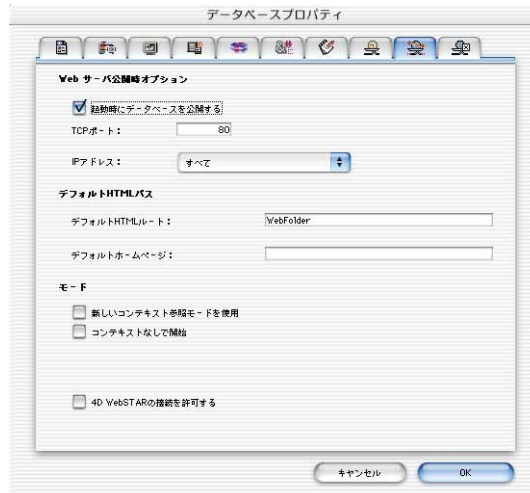 データベースプロパティ
Web サーバ公開時オプション
起動時にデータベースを公開する
TCPポート： 80
IPアドレス： すべて
デフォルトHTMLパス
デフォルトHTMLルート： WebFolder
デフォルトホームページ：
モード
新しいコンテキスト参照モードを使用
コンテキストなしで開始
4D WebSTARの接続を許可する
キャンセル OK